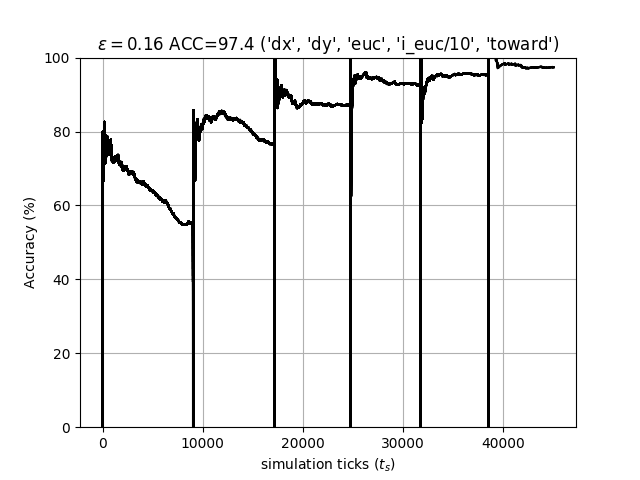 ε = 0.16 ACC=97.4 ('dx', 'dy', 'euc', 'i_euc/10', 'toward')
100
80
60
40
20
0
Accuracy (%)
0 10000 20000 30000 40000
simulation ticks (tₛ)